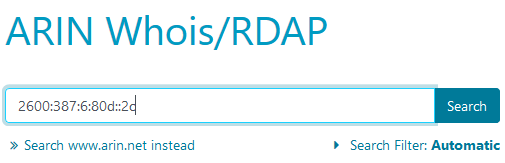 ARIN Whois/RDAP
2600:387:6:80d::2c
Search
» Search www.arin.net instead
Search Filter: Automatic